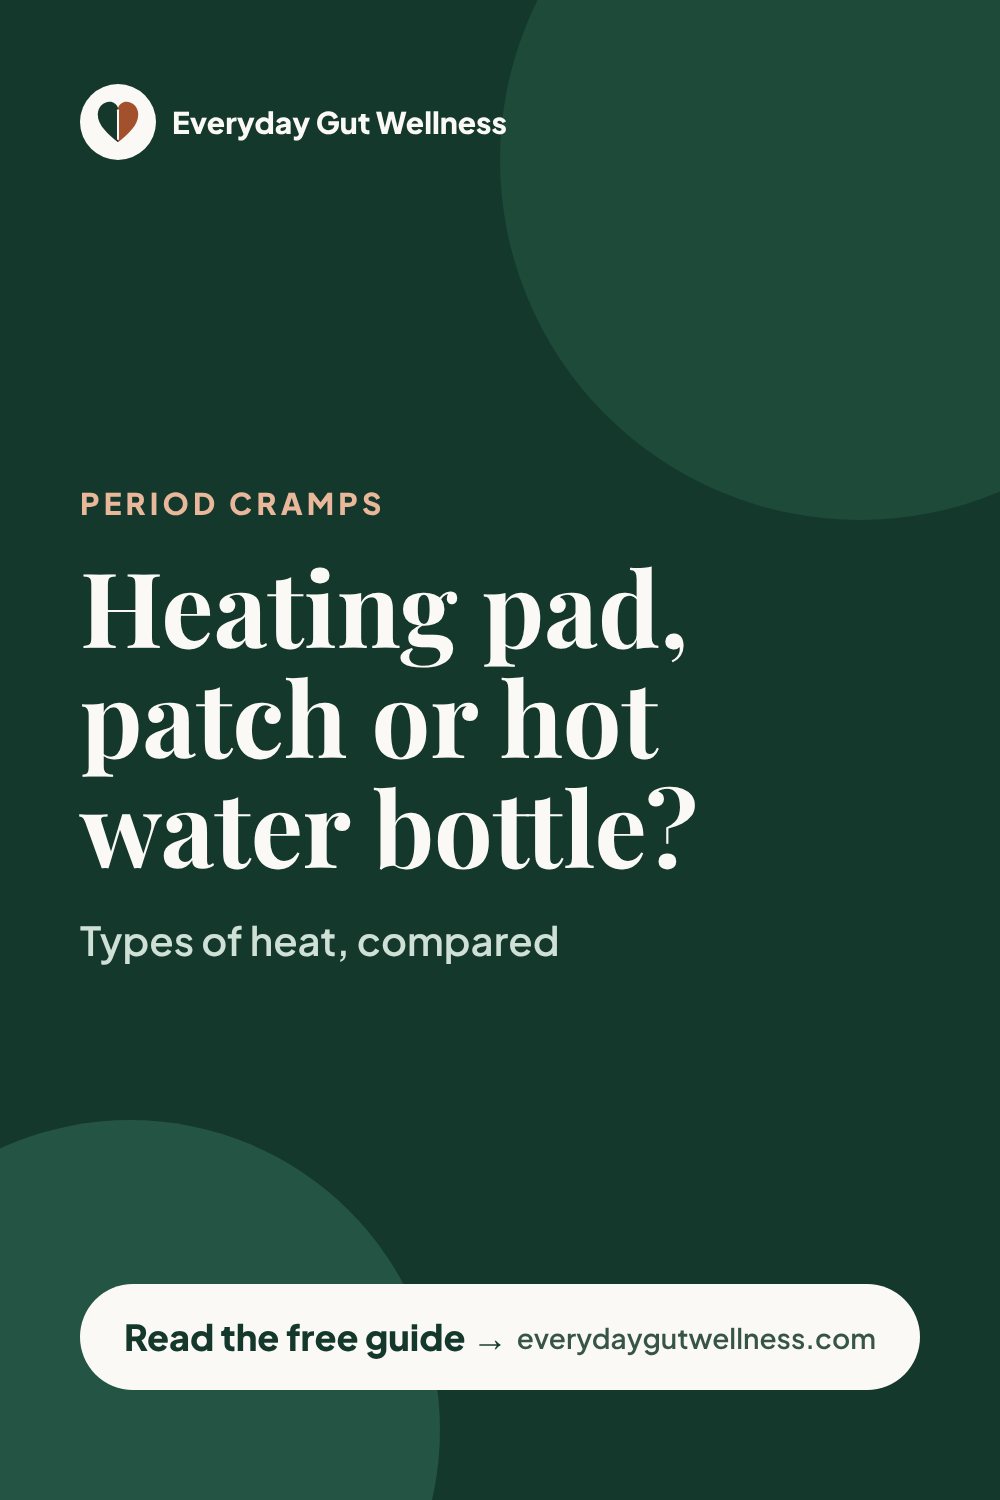 Everyday Gut Wellness
PERIOD CRAMPS
Heating pad,
patch or hot
water bottle?
Types of heat, compared
Read the free guide → everydaygutwellness.com